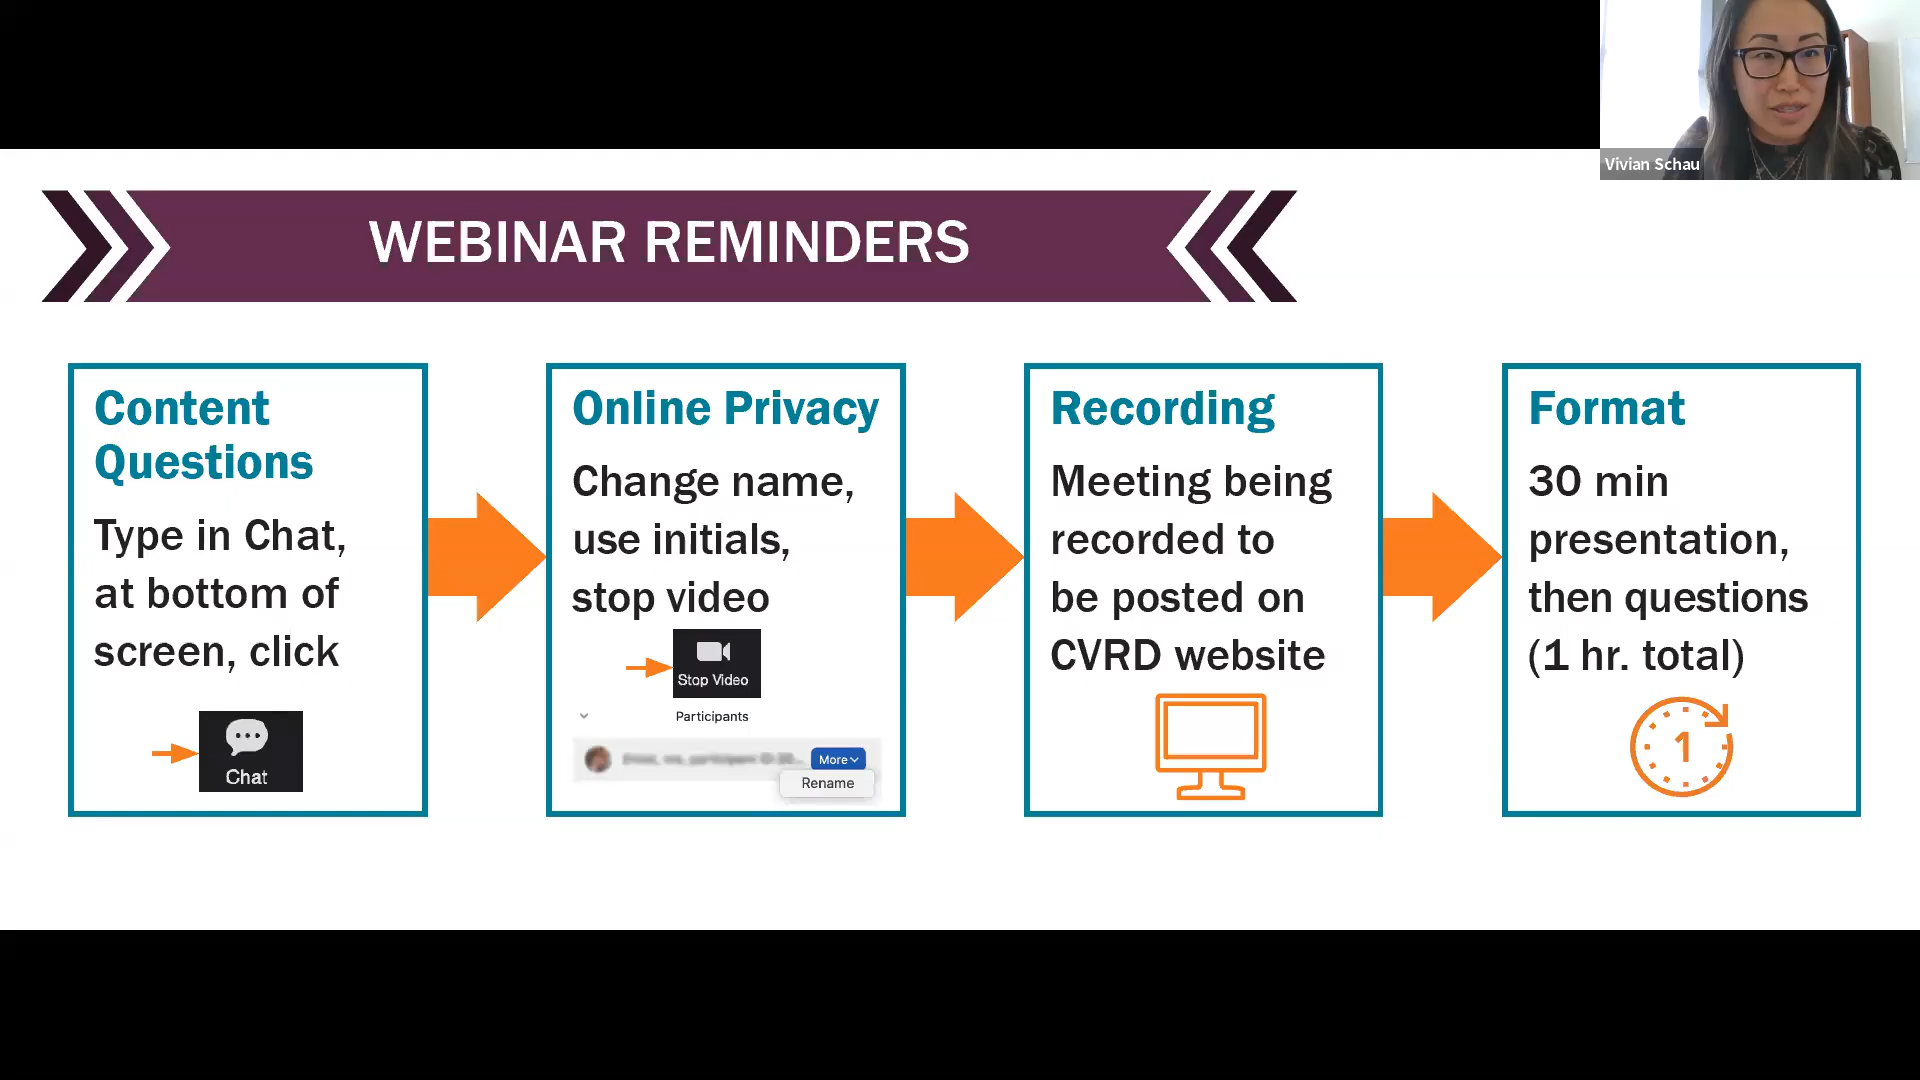 Vivian Schau
WEBINAR REMINDERS
Content
Questions
Type in Chat,
at bottom of
screen, click
Chat
Online Privacy
Change name,
use initials,
stop video
Stop Video
Participants
More
Rename
Recording
Meeting being
recorded to
be posted on
CVRD website
Format
30 min
presentation,
then questions
(1 hr. total)
1